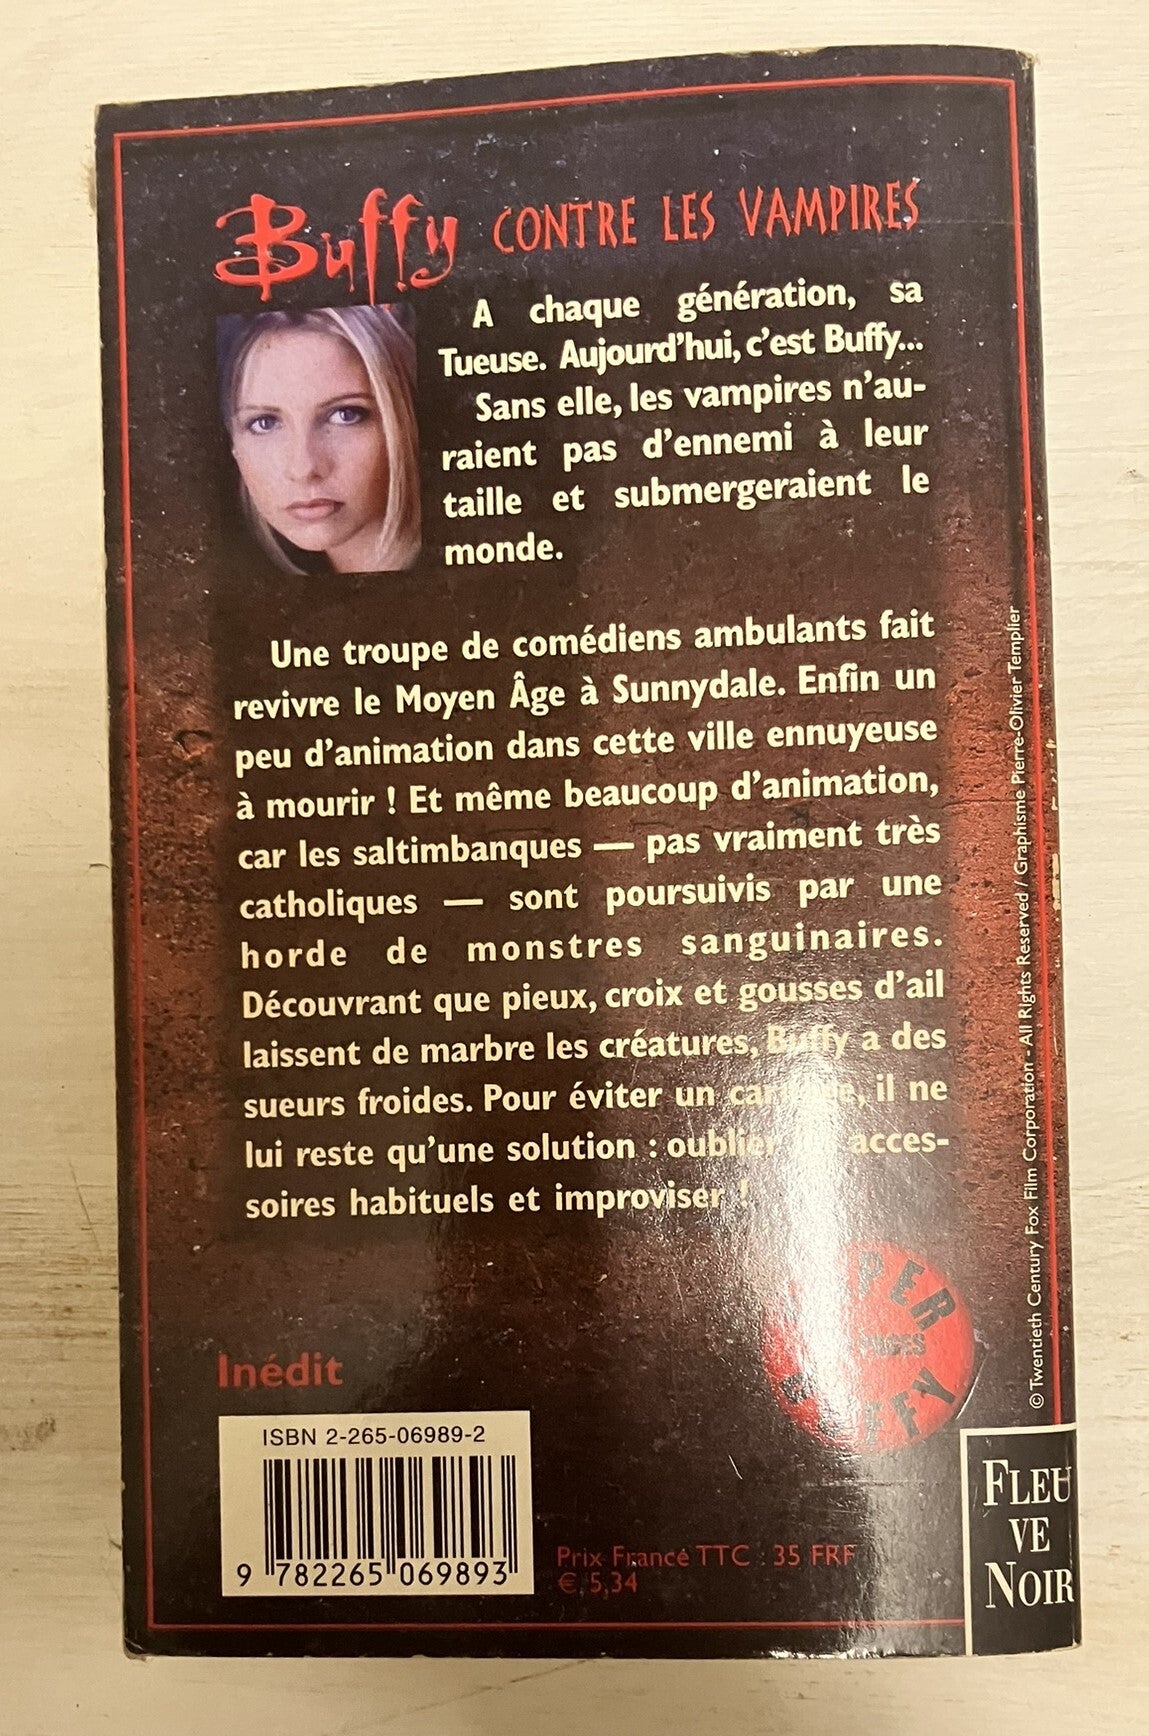 Buffy CONTRE LES VAMPIRES
A chaque génération, sa
Tueuse. Aujourd'hui, c'est Buffy...
Sans elle, les vampires n'au-
raient pas d'ennemi à leur
taille et submergeraient le
monde.
Une troupe de comédiens ambulants fait
revivre le Moyen Âge à Sunnydale. Enfin un
peu d'animation dans cette ville ennuyeuse
à mourir ! Et même beaucoup d'animation,
car les saltimbanques — pas vraiment très
catholiques — sont poursuivis par une
horde de monstres sanguinaires.
Découvrant que pieux, croix et gousses d'ail
laissent de marbre les créatures, Buffy a des
sueurs froides. Pour éviter un il ne
lui reste qu'une solution : oublier acces-
soires habituels et improviser !
Inédit
ISBN 2-265-06989-2
9 782265 069893
Prix France TTC : 35 FRF
€ 5,34
FLEU
VE
NOIR
© Twentieth Century Fox Film Corporation - All Rights Reserved / Graphisme Pierre-Olivier Templier